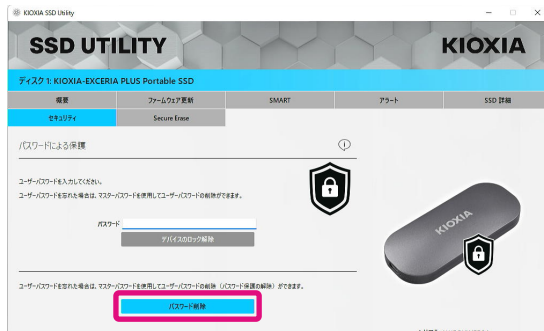 KIOXIA SSD Utility
SSD UTILITY
KIOXIA
ディスク 1: KIOXIA-EXCERIA PLUS Portable SSD
概要
ファームウェア更新
SMART
アラート
SSD 詳細
セキュリティ
Secure Erase
パスワードによる保護
ユーザーパスワードを入力してください。
ユーザーパスワードを忘れた場合は、マスターパスワードを使用してユーザーパスワードの削除ができます。
パスワード
デバイスのロック解除
KIOXIA
ユーザーパスワードを忘れた場合は、マスターパスワードを使用してユーザーパスワードの削除 (パスワード保護の解除) ができます。
パスワード削除